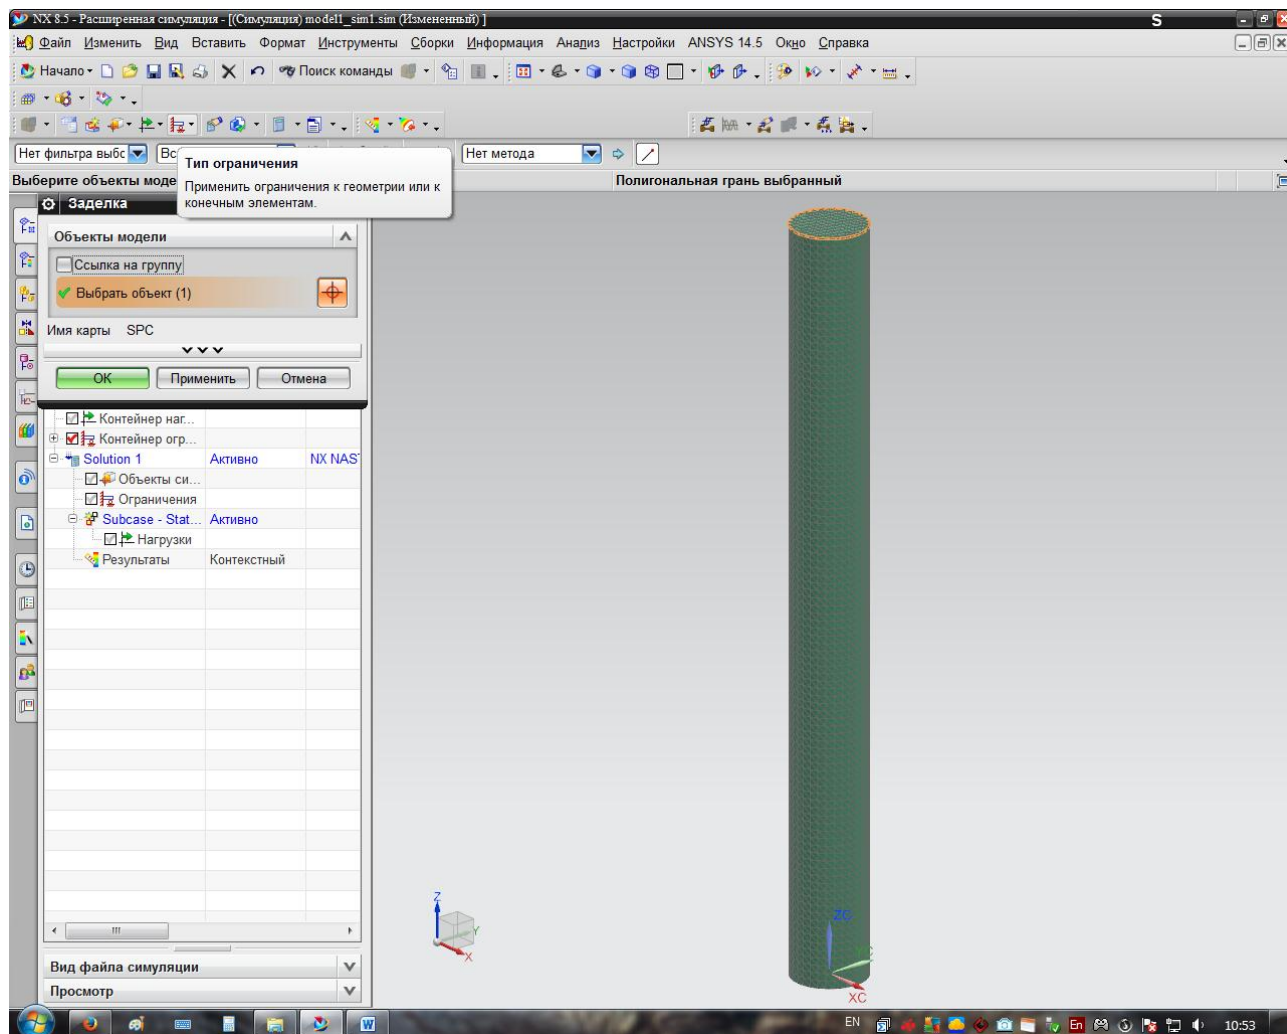 NX 8.5 - Расширенная симуляция - [(Симуляция) model1_sim1.sim (Измененный) ]
S
Файл Изменить Вид Вставить Формат Инструменты Сборки Информация Анализ Настройки ANSYS 14.5 Окно Справка
Начало Поиск команды
Нет фильтра выбс Вс Нет метода
Тип ограничения
Применить ограничения к геометрии или к
конечным элементам.
Выберите объекты моде Полигональная грань выбранный
Заделка
Объекты модели
Ссылка на группу
Выбрать объект (1)
Имя карты SPC
OK Применить Отмена
Контейнер наг...
Контейнер огр...
Solution 1 Активно NX NAS
Объекты си...
Ограничения
Subcase - Stat... Активно
Нагрузки
Результаты Контекстный
Z
Y
X
ZC
YC
XC
Вид файла симуляции
Просмотр
EN En 10:53